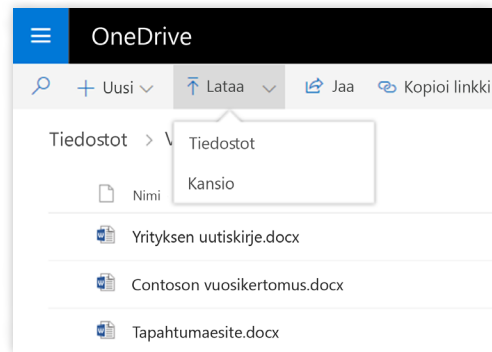 OneDrive
Uusi Lataa Jaa Kopioi linkki
Tiedostot >
Tiedostot
Kansio
Nimi
Yrityksen uutiskirje.docx
Contoson vuosikertomus.docx
Tapahtumaesite.docx